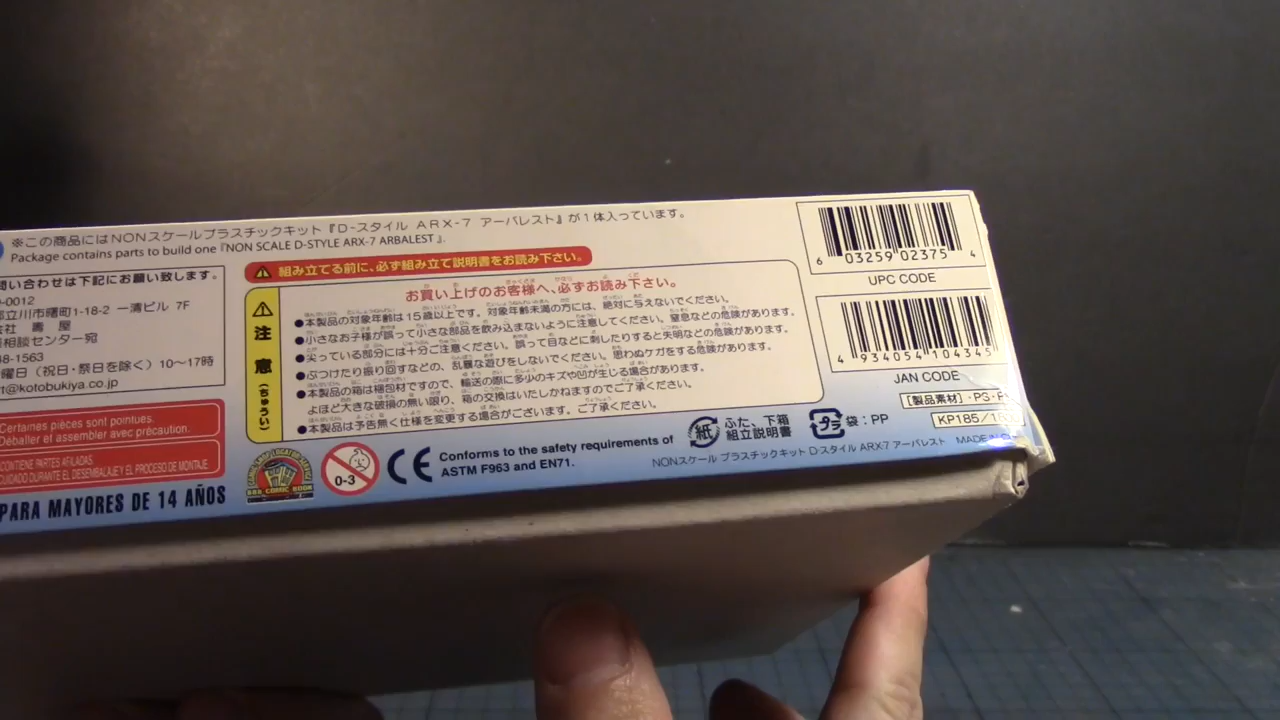 ※この商品にはNONスケールプラスチックキット『D-スタイル ARX-7 アーバレスト』が1体入っています。
Package contains parts to build one『NON SCALE D-STYLE ARX-7 ARBALEST』.
問い合わせは下記にお願い致します。
-0012
立川市曙町1-18-2 一清ビル 7F
会社 壽 屋
相談センター宛
48-1563
曜日（祝日・祭日を除く）10～17時
@kotobukiya.co.jp
組み立てる前に、必ず組み立て説明書をお読み下さい。
注意（ちゅうい）
お買い上げのお客様へ、必ずお読み下さい。
●本製品の対象年齢は15歳以上です。対象年齢未満の方には、絶対に与えないでください。
●小さなお子様が誤って小さな部品を飲み込まないように注意してください。窒息などの危険があります。
●尖っている部分には十分ご注意ください。誤って目などに刺したりすると失明などの危険があります。
●ぶつけたり振り回すなどの、乱暴な遊びをしないでください。思わぬケガをする危険があります。
●本製品の箱は梱包材ですので、輸送の際に多少のキズや凹が生じる場合があります。
よほど大きな破損の無い限り、箱の交換はいたしかねますのでご了承ください。
●本製品は予告無く仕様を変更する場合がございます。ご了承ください。
6 03259 02375 4
UPC CODE
4 934054 104345
JAN CODE
[製品素材]・PS・P
KP185/1
Certaines pièces sont pointues.
Déballer et assembler avec précaution.
CONTIENE PARTES AFILADAS.
CUIDADO DURANTE EL DESEMBALAJE Y EL PROCESO DE MONTAJE
PARA MAYORES DE 14 AÑOS
COMIC SHOP LOCATOR SERVICE
888 COMIC BOOK
0-3
CE
Conforms to the safety requirements of
ASTM F963 and EN71.
紙
ふた、下箱
組立説明書
プラ
袋：PP
NONスケール プラスチックキット D-スタイル ARX-7 アーバレスト MADE